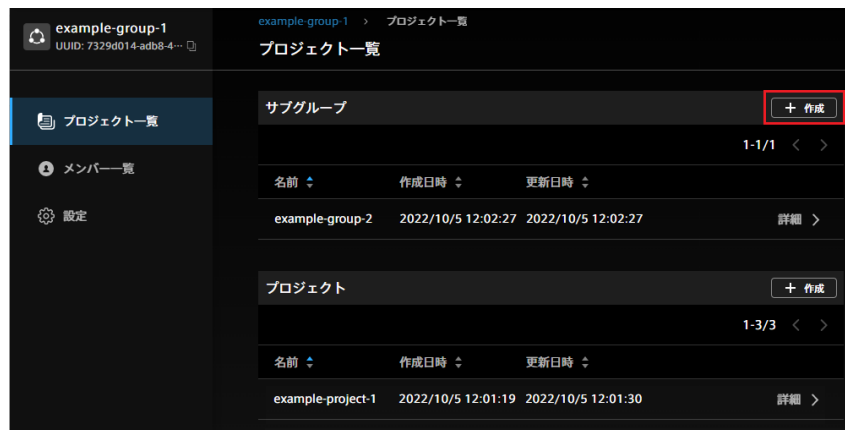 example-group-1
UUID: 7329d014-adb8-4…
example-group-1 › プロジェクト一覧
プロジェクト一覧
プロジェクト一覧
メンバー一覧
設定
サブグループ
+ 作成
1-1/1 < >
名前 作成日時 更新日時
example-group-2 2022/10/5 12:02:27 2022/10/5 12:02:27 詳細 >
プロジェクト
+ 作成
1-3/3 < >
名前 作成日時 更新日時
example-project-1 2022/10/5 12:01:19 2022/10/5 12:01:30 詳細 >